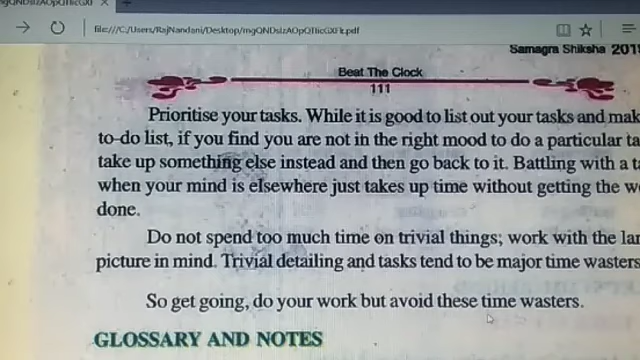 file:///C:/Users/RajNandani/Desktop/
Samagra Shiksha 201
Beat The Clock
111
Prioritise your tasks. While it is good to list out your tasks and mak
to-do list, if you find you are not in the right mood to do a particular ta
take up something else instead and then go back to it. Battling with a ta
when your mind is elsewhere just takes up time without getting the w
done.
Do not spend too much time on trivial things; work with the lar
picture in mind. Trivial detailing and tasks tend to be major time wasters
So get going, do your work but avoid these time wasters.
GLOSSARY AND NOTES